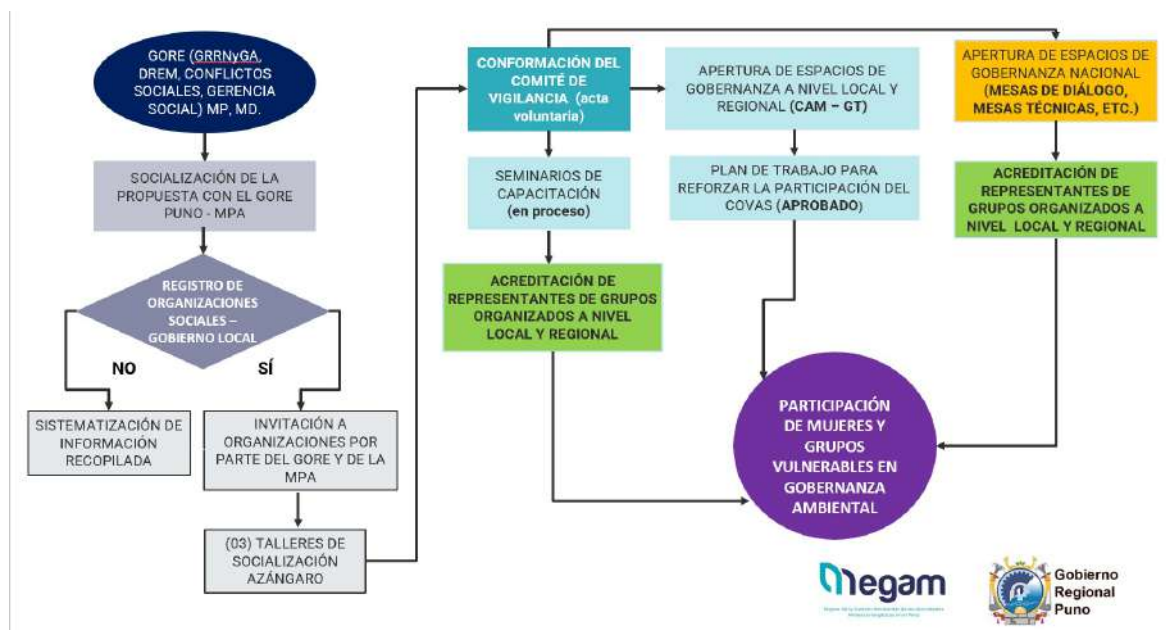 GORE (GRRNyGA,
DREM, CONFLICTOS
SOCIALES, GERENCIA
SOCIAL) MP, MD.
SOCIALIZACIÓN DE LA
PROPUESTA CON EL GORE
PUNO - MPA
REGISTRO DE
ORGANIZACIONES
SOCIALES –
GOBIERNO LOCAL
NO
SÍ
SISTEMATIZACIÓN DE
INFORMACIÓN
RECOPILADA
INVITACIÓN A
ORGANIZACIONES POR
PARTE DEL GORE Y DE LA
MPA
(03) TALLERES DE
SOCIALIZACIÓN
AZÁNGARO
CONFORMACIÓN DEL
COMITÉ DE
VIGILANCIA (acta
voluntaria)
SEMINARIOS DE
CAPACITACIÓN
(en proceso)
ACREDITACIÓN DE
REPRESENTANTES DE GRUPOS
ORGANIZADOS A NIVEL
LOCAL Y REGIONAL
APERTURA DE ESPACIOS DE
GOBERNANZA A NIVEL LOCAL Y
REGIONAL (CAM – GT)
PLAN DE TRABAJO PARA
REFORZAR LA PARTICIPACIÓN DEL
COVAS (APROBADO)
APERTURA DE ESPACIOS DE
GOBERNANZA NACIONAL
(MESAS DE DIÁLOGO,
MESAS TÉCNICAS, ETC.)
ACREDITACIÓN DE
REPRESENTANTES DE
GRUPOS ORGANIZADOS A
NIVEL LOCAL Y REGIONAL
PARTICIPACIÓN
DE MUJERES Y
GRUPOS
VULNERABLES EN
GOBERNANZA
AMBIENTAL
megam
Gobierno
Regional
Puno